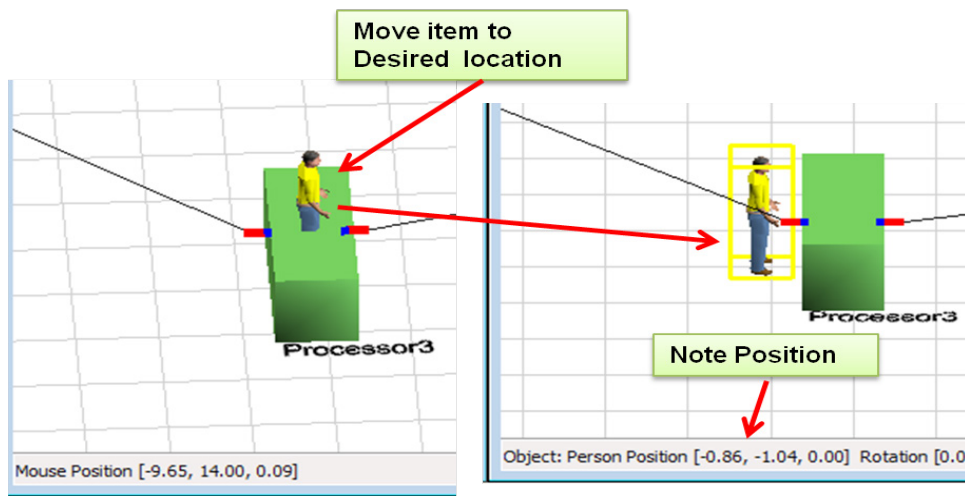 Move item to
Desired location
Processor3
Mouse Position [-9.65, 14.00, 0.09]
Processor3
Note Position
Object: Person Position [-0.86, -1.04, 0.00] Rotation [0.0